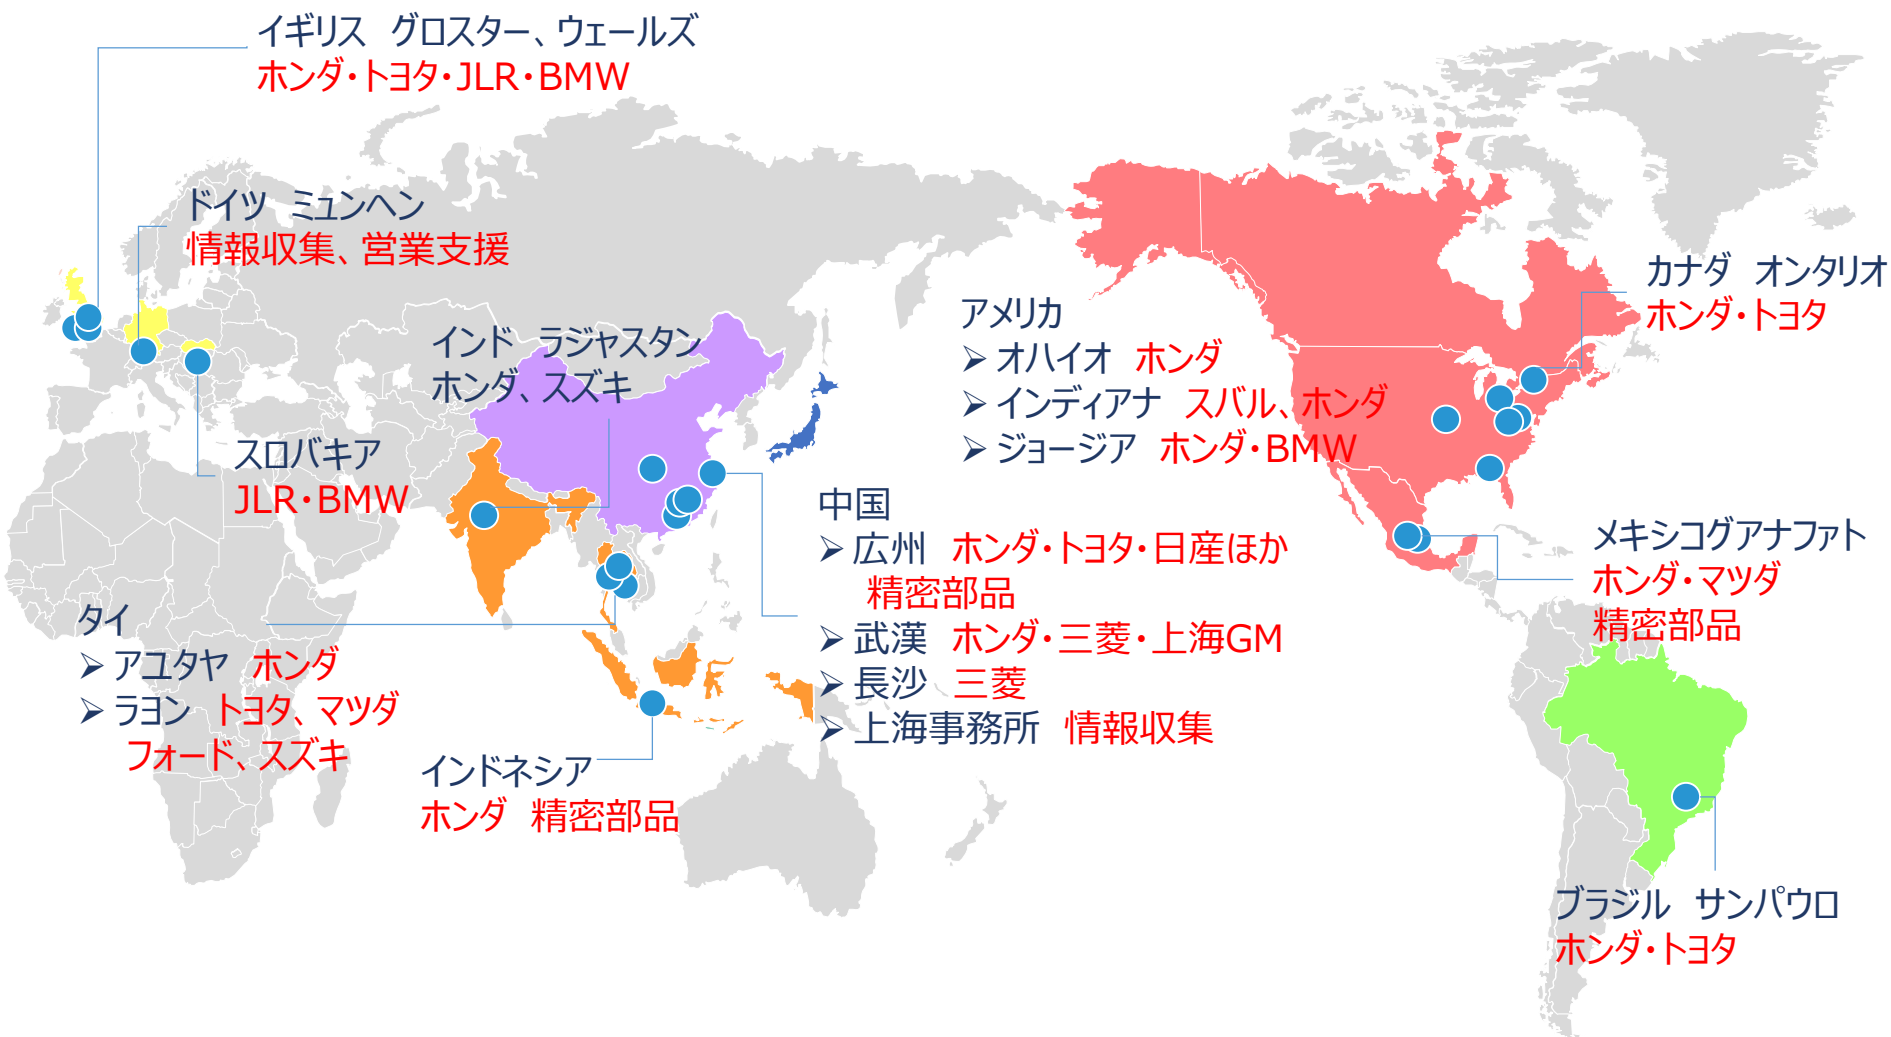 イギリス　グロスター、ウェールズ
ホンダ・トヨタ・JLR・BMW
ドイツ　ミュンヘン
情報収集、営業支援
スロバキア
JLR・BMW
インド　ラジャスタン
ホンダ、スズキ
タイ
➢ アユタヤ　ホンダ
➢ ラヨン　トヨタ、マツダ
フォード、スズキ
インドネシア
ホンダ　精密部品
中国
➢ 広州　ホンダ・トヨタ・日産ほか
精密部品
➢ 武漢　ホンダ・三菱・上海GM
➢ 長沙　三菱
➢ 上海事務所　情報収集
アメリカ
➢ オハイオ　ホンダ
➢ インディアナ　スバル、ホンダ
➢ ジョージア　ホンダ・BMW
カナダ　オンタリオ
ホンダ・トヨタ
メキシコグアナファト
ホンダ・マツダ
精密部品
ブラジル　サンパウロ
ホンダ・トヨタ